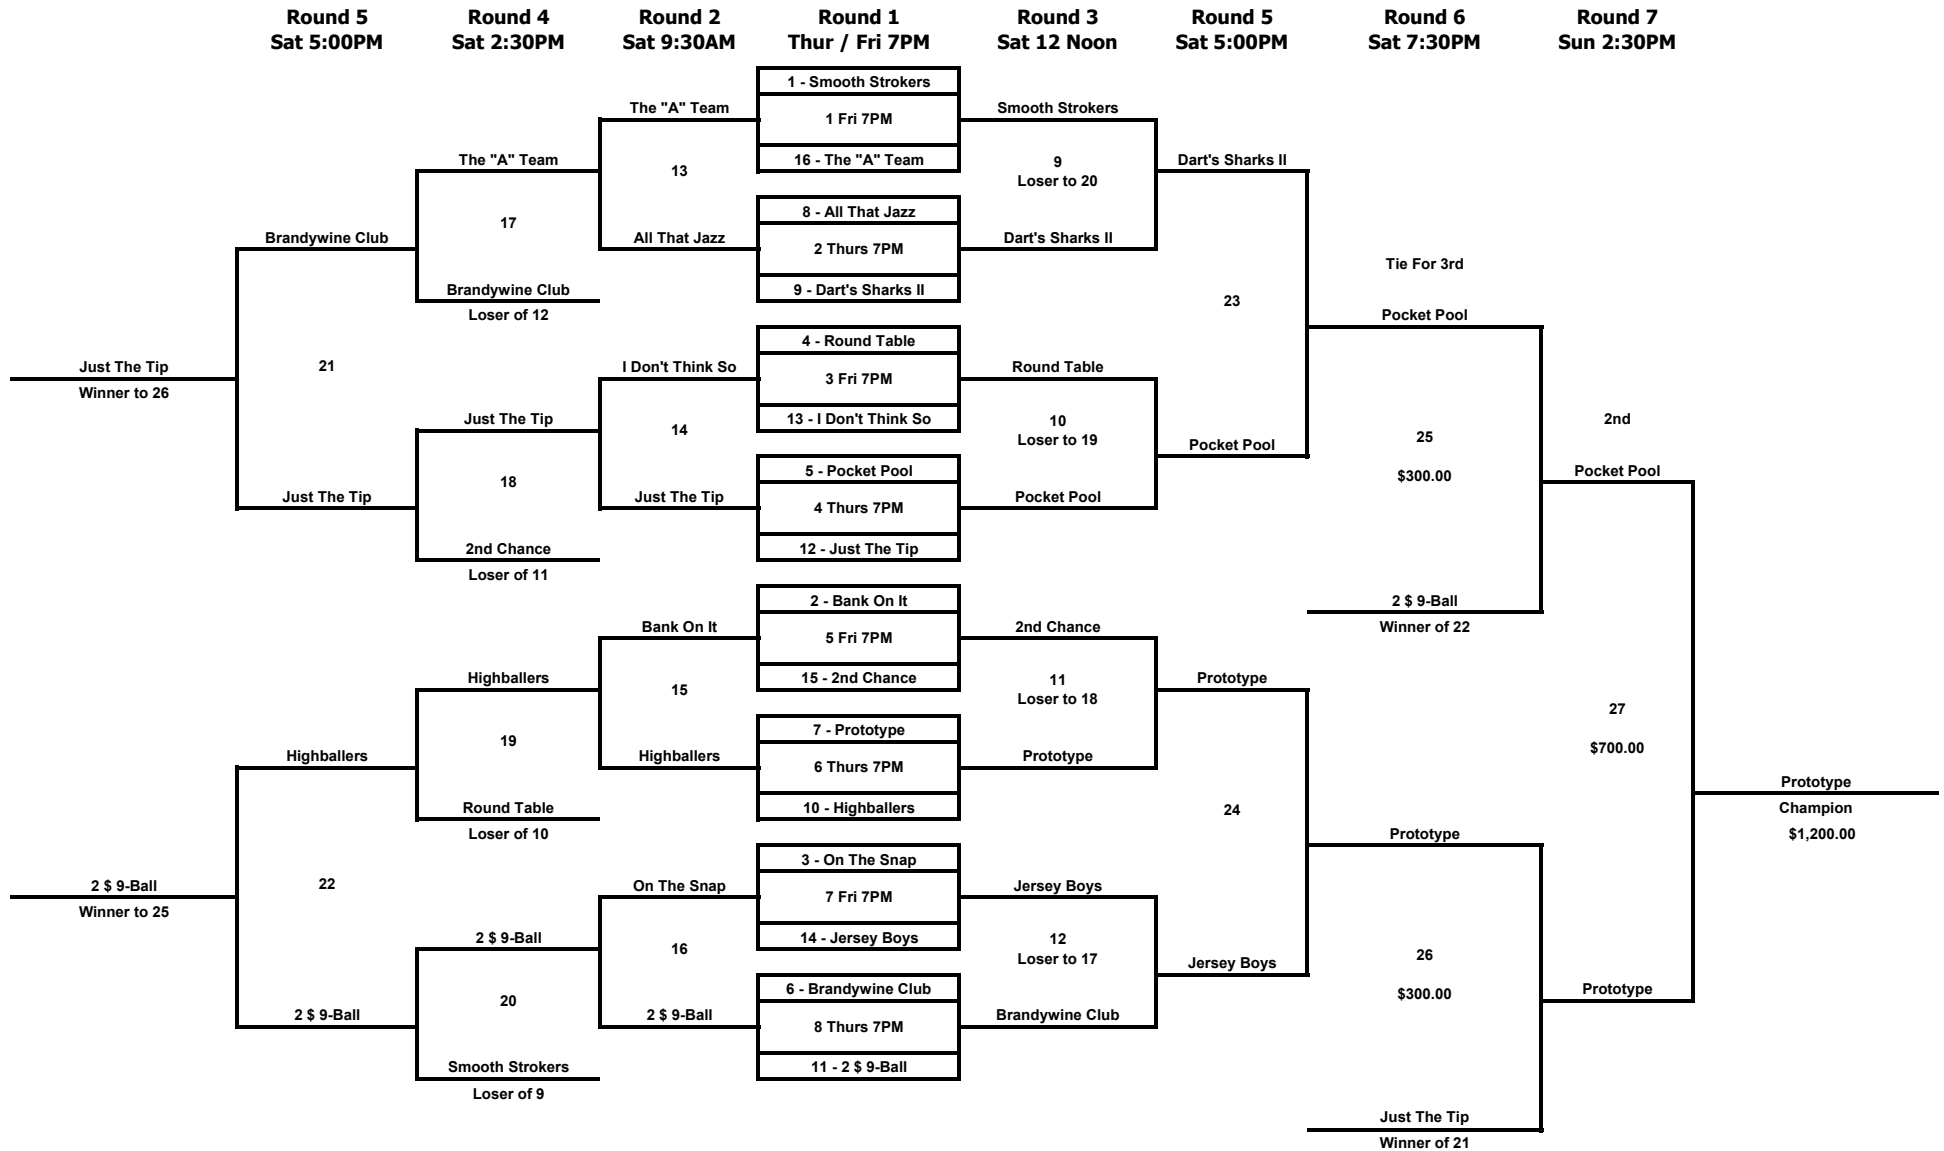 Round 5 Round 4 Round 2 Round 1 Round 3 Round 5 Round 6 Round 7
Sat 5:00PM Sat 2:30PM Sat 9:30AM Thur / Fri 7PM Sat 12 Noon Sat 5:00PM Sat 7:30PM Sun 2:30PM
1 - Smooth Strokers
The "A" Team 1 Fri 7PM Smooth Strokers
The "A" Team 13 16 - The "A" Team 9 Dart's Sharks II
Loser to 20
17 8 - All That Jazz
Brandywine Club All That Jazz 2 Thurs 7PM Dart's Sharks II
Tie For 3rd
Brandywine Club 9 - Dart's Sharks II 23
Loser of 12 Pocket Pool
4 - Round Table
Just The Tip 21 I Don't Think So 3 Fri 7PM Round Table
Winner to 26
Just The Tip 14 13 - I Don't Think So 10 2nd
Loser to 19 Pocket Pool 25
18 5 - Pocket Pool $300.00 Pocket Pool
Just The Tip Just The Tip 4 Thurs 7PM Pocket Pool
2nd Chance 12 - Just The Tip
Loser of 11
2 - Bank On It 2 $ 9-Ball
Bank On It 5 Fri 7PM 2nd Chance Winner of 22
Highballers 15 15 - 2nd Chance 11 Prototype
Loser to 18 27
19 7 - Prototype $700.00
Highballers Highballers 6 Thurs 7PM Prototype
Prototype
Round Table 10 - Highballers 24 Champion
Loser of 10 Prototype $1,200.00
3 - On The Snap
2 $ 9-Ball 22 On The Snap 7 Fri 7PM Jersey Boys
Winner to 25
2 $ 9-Ball 16 14 - Jersey Boys 12 26
Loser to 17 Jersey Boys
20 6 - Brandywine Club $300.00 Prototype
2 $ 9-Ball 2 $ 9-Ball 8 Thurs 7PM Brandywine Club
Smooth Strokers 11 - 2 $ 9-Ball
Loser of 9
Just The Tip
Winner of 21